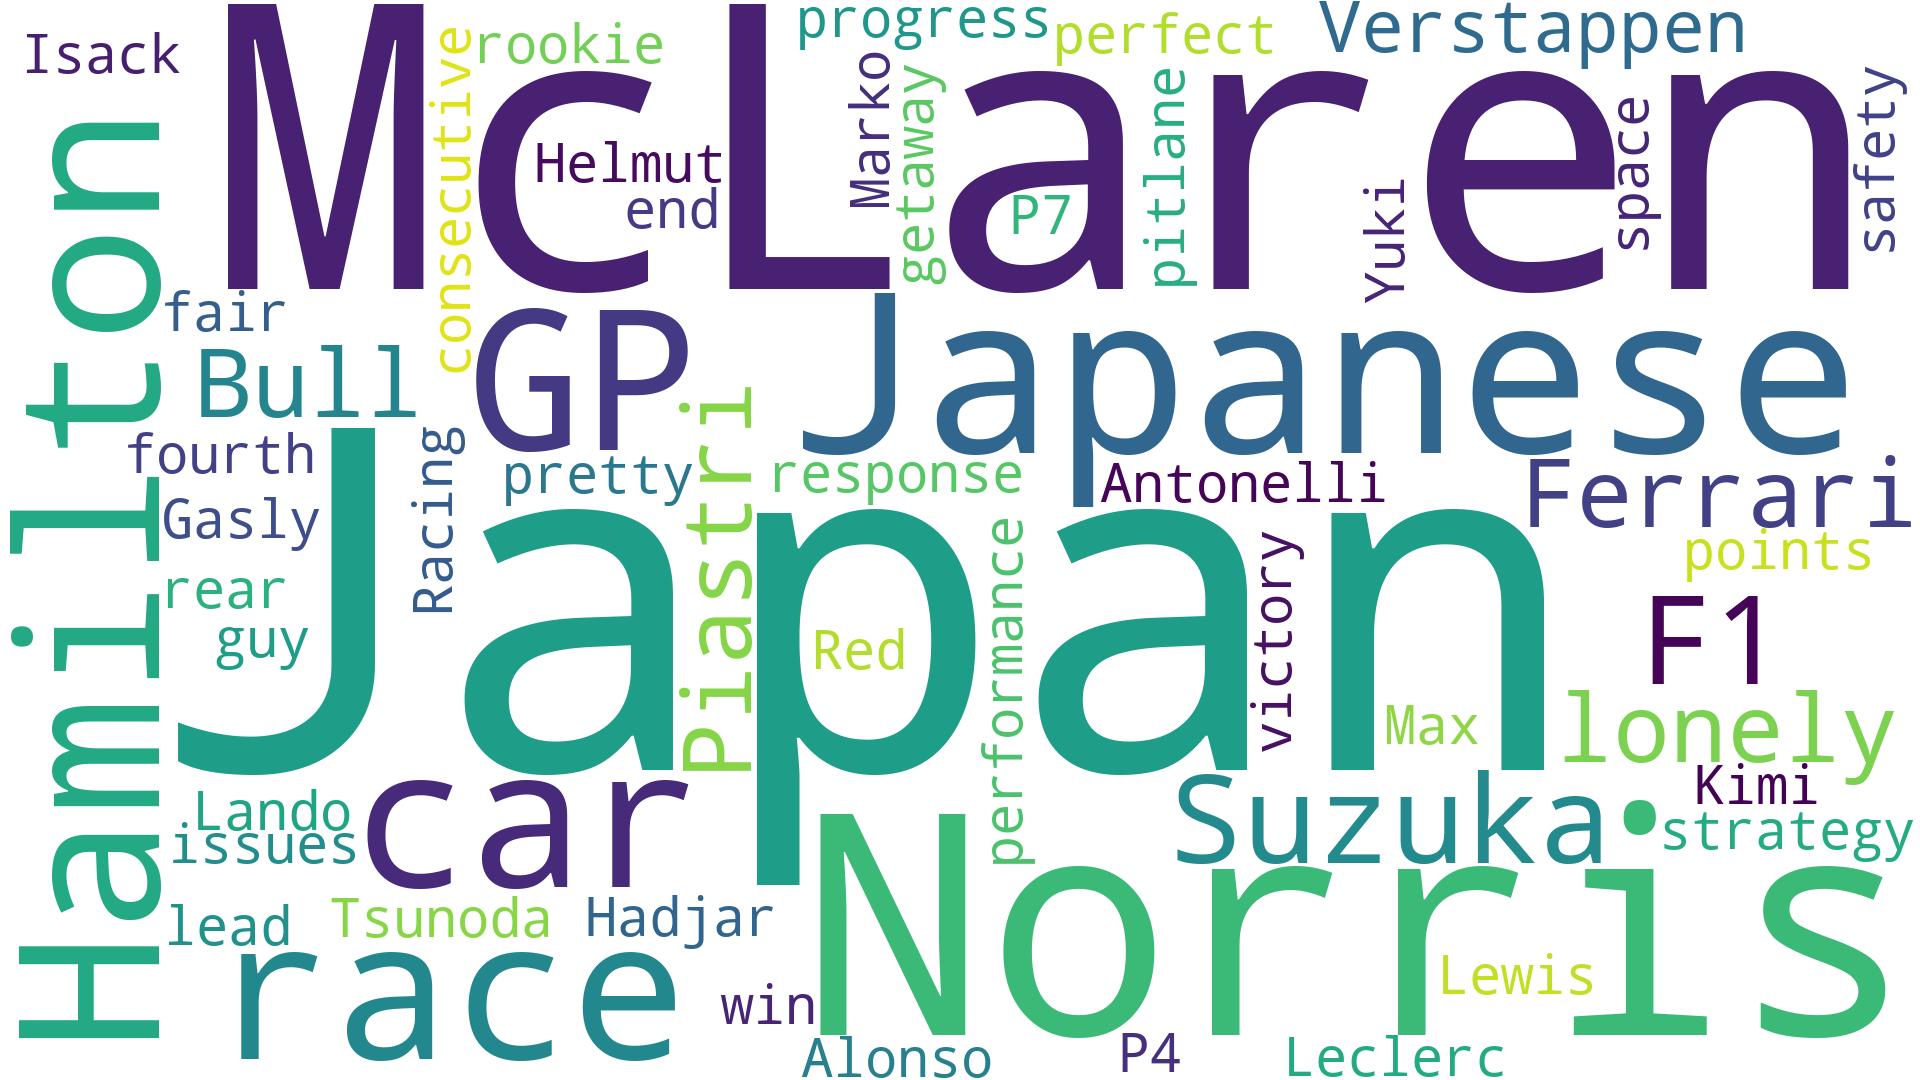 Isack
McLaren
rookie
progress
perfect
Verstappen
consecutive
Helmut
end
Marko
getaway
P7
pitlane
Yuki
space
safety
Hamilton
fair
Bull
GP
Japanese
fourth
Racing
pretty
Piastri
response
Antonelli
Ferrari
Gasly
points
rear
guy
Japan
Red
performance
victory
F1
Max
lonely
Lando
issues
car
Suzuka
Kimi
strategy
lead
Tsunoda
Hadjar
Norris
race
win
Lewis
Alonso
P4
Leclerc